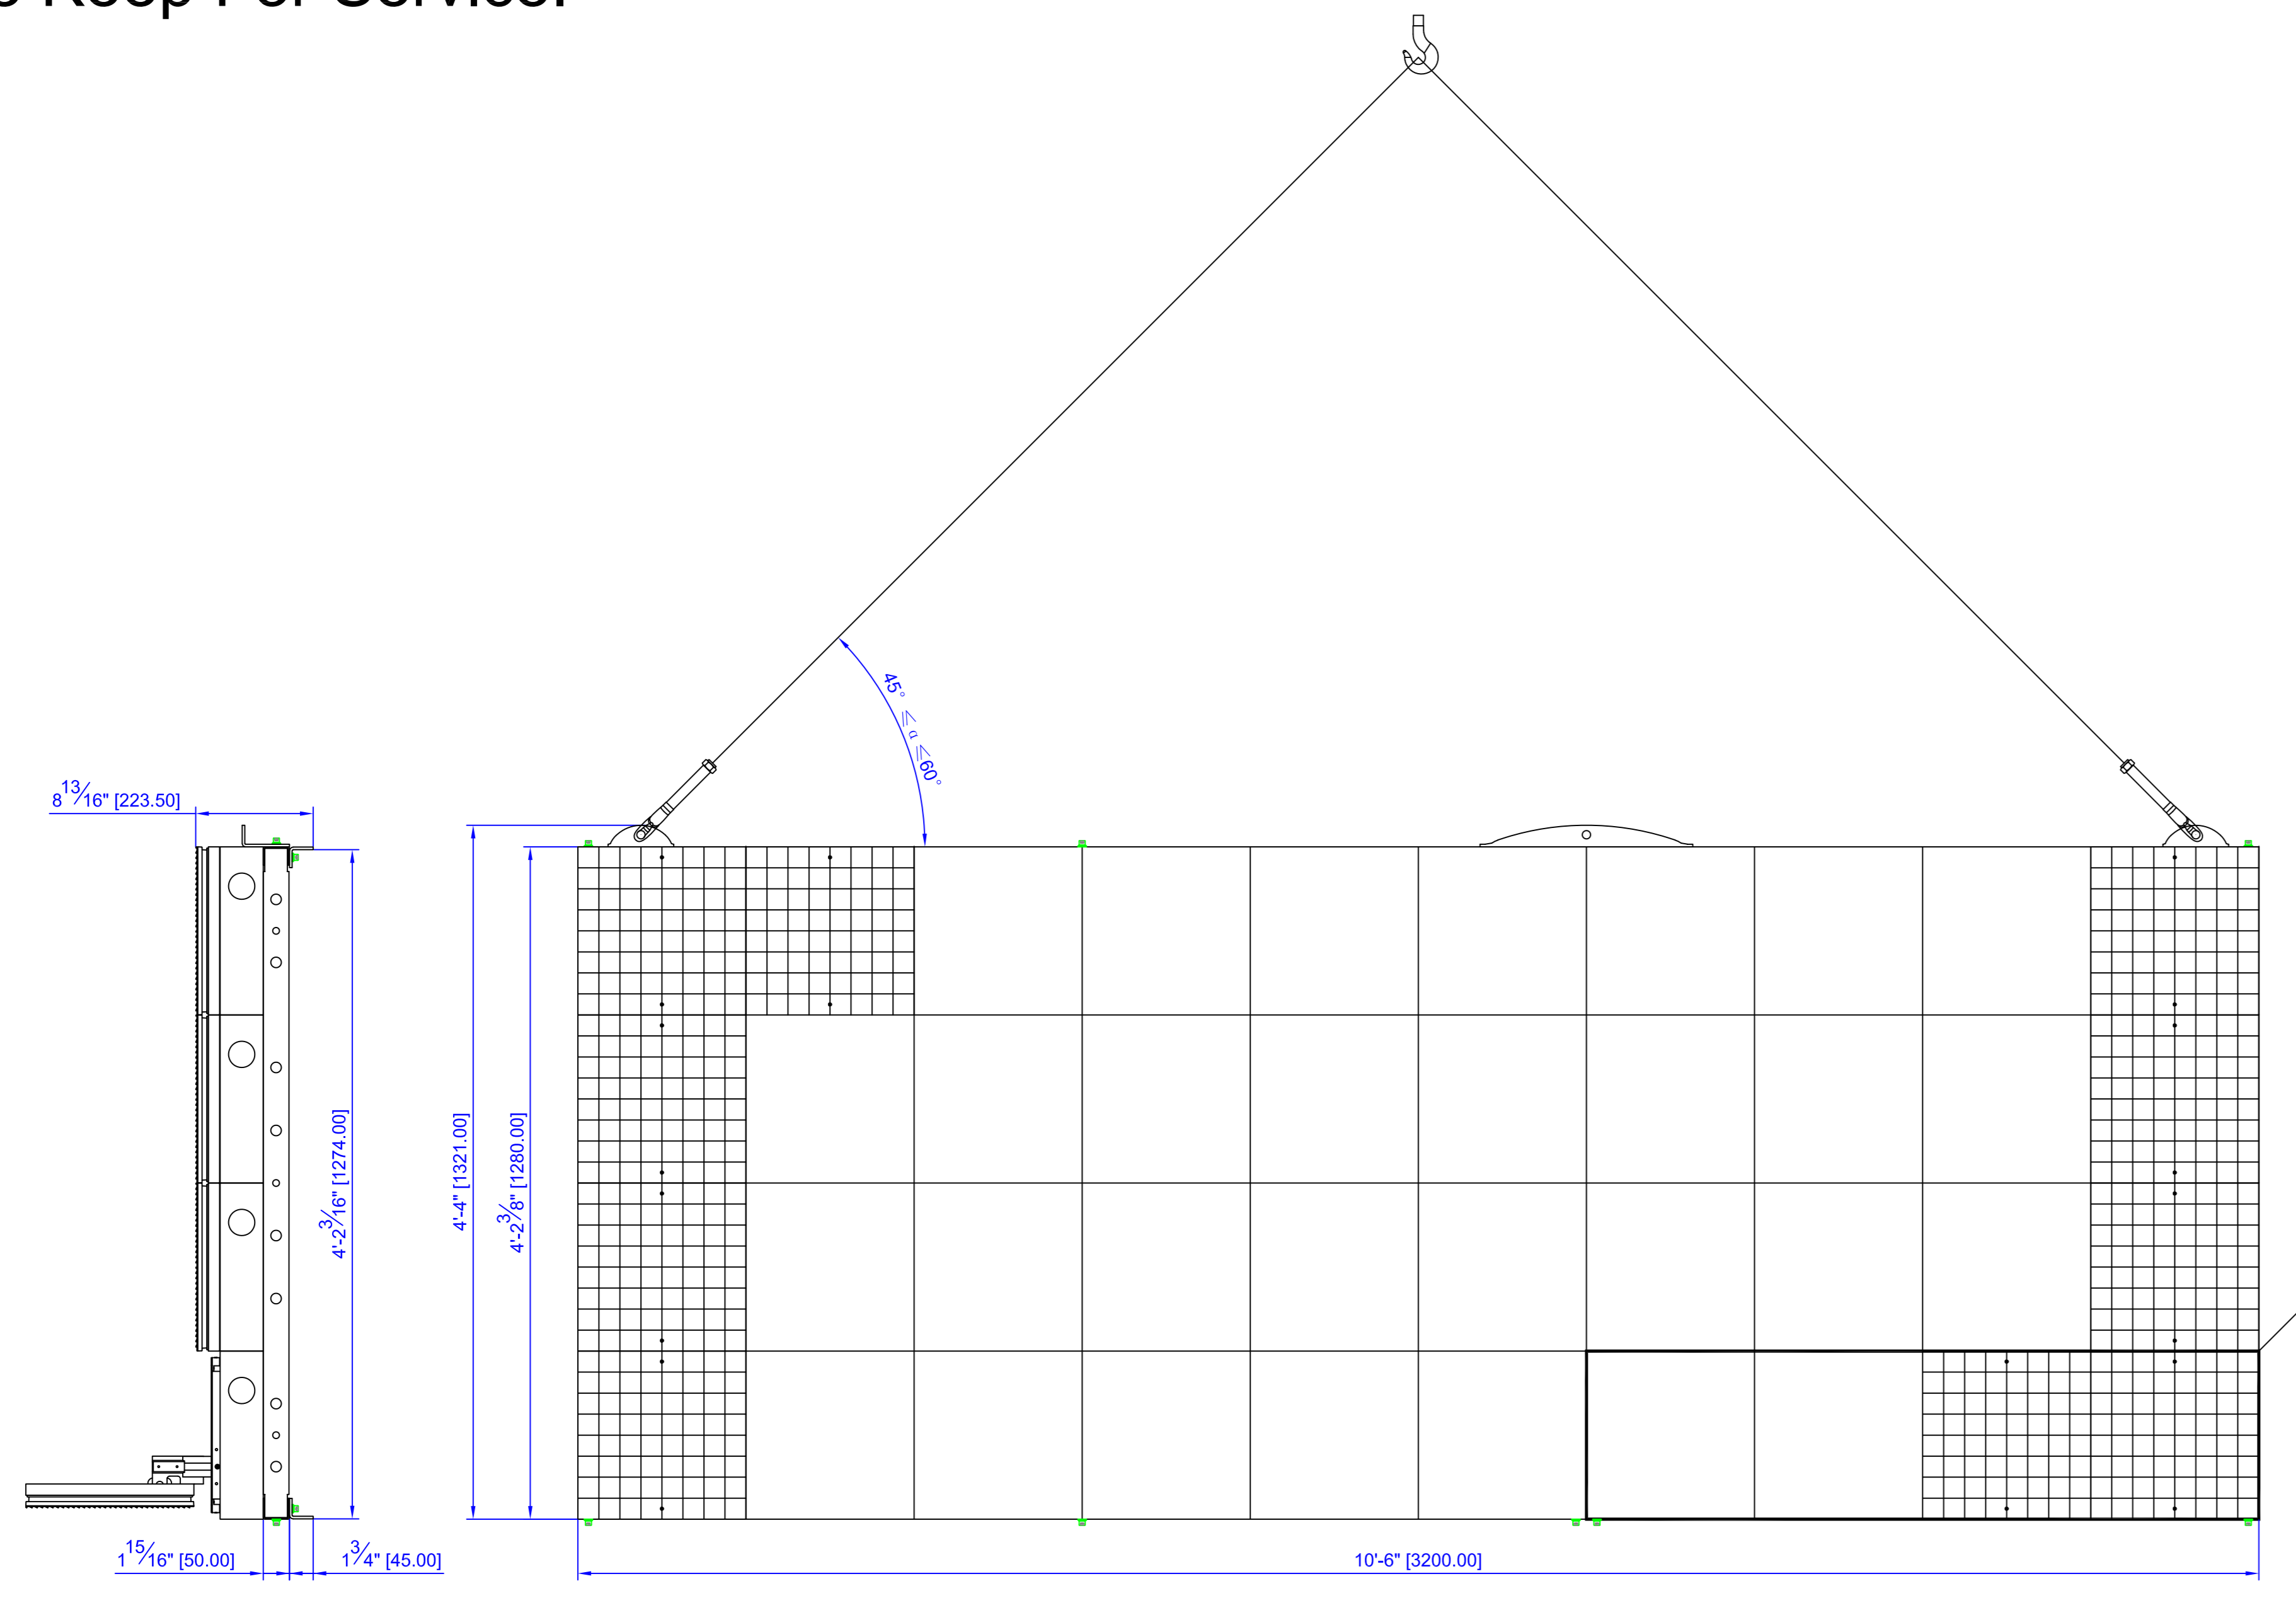 Keep For Service.
45° ≤ α ≤60°
8 13/16" [223.50]
4'-2 3/16" [1274.00]
4'-4" [1321.00]
4'-2 3/8" [1280.00]
1 15/16" [50.00]
1 3/4" [45.00]
10'-6" [3200.00]